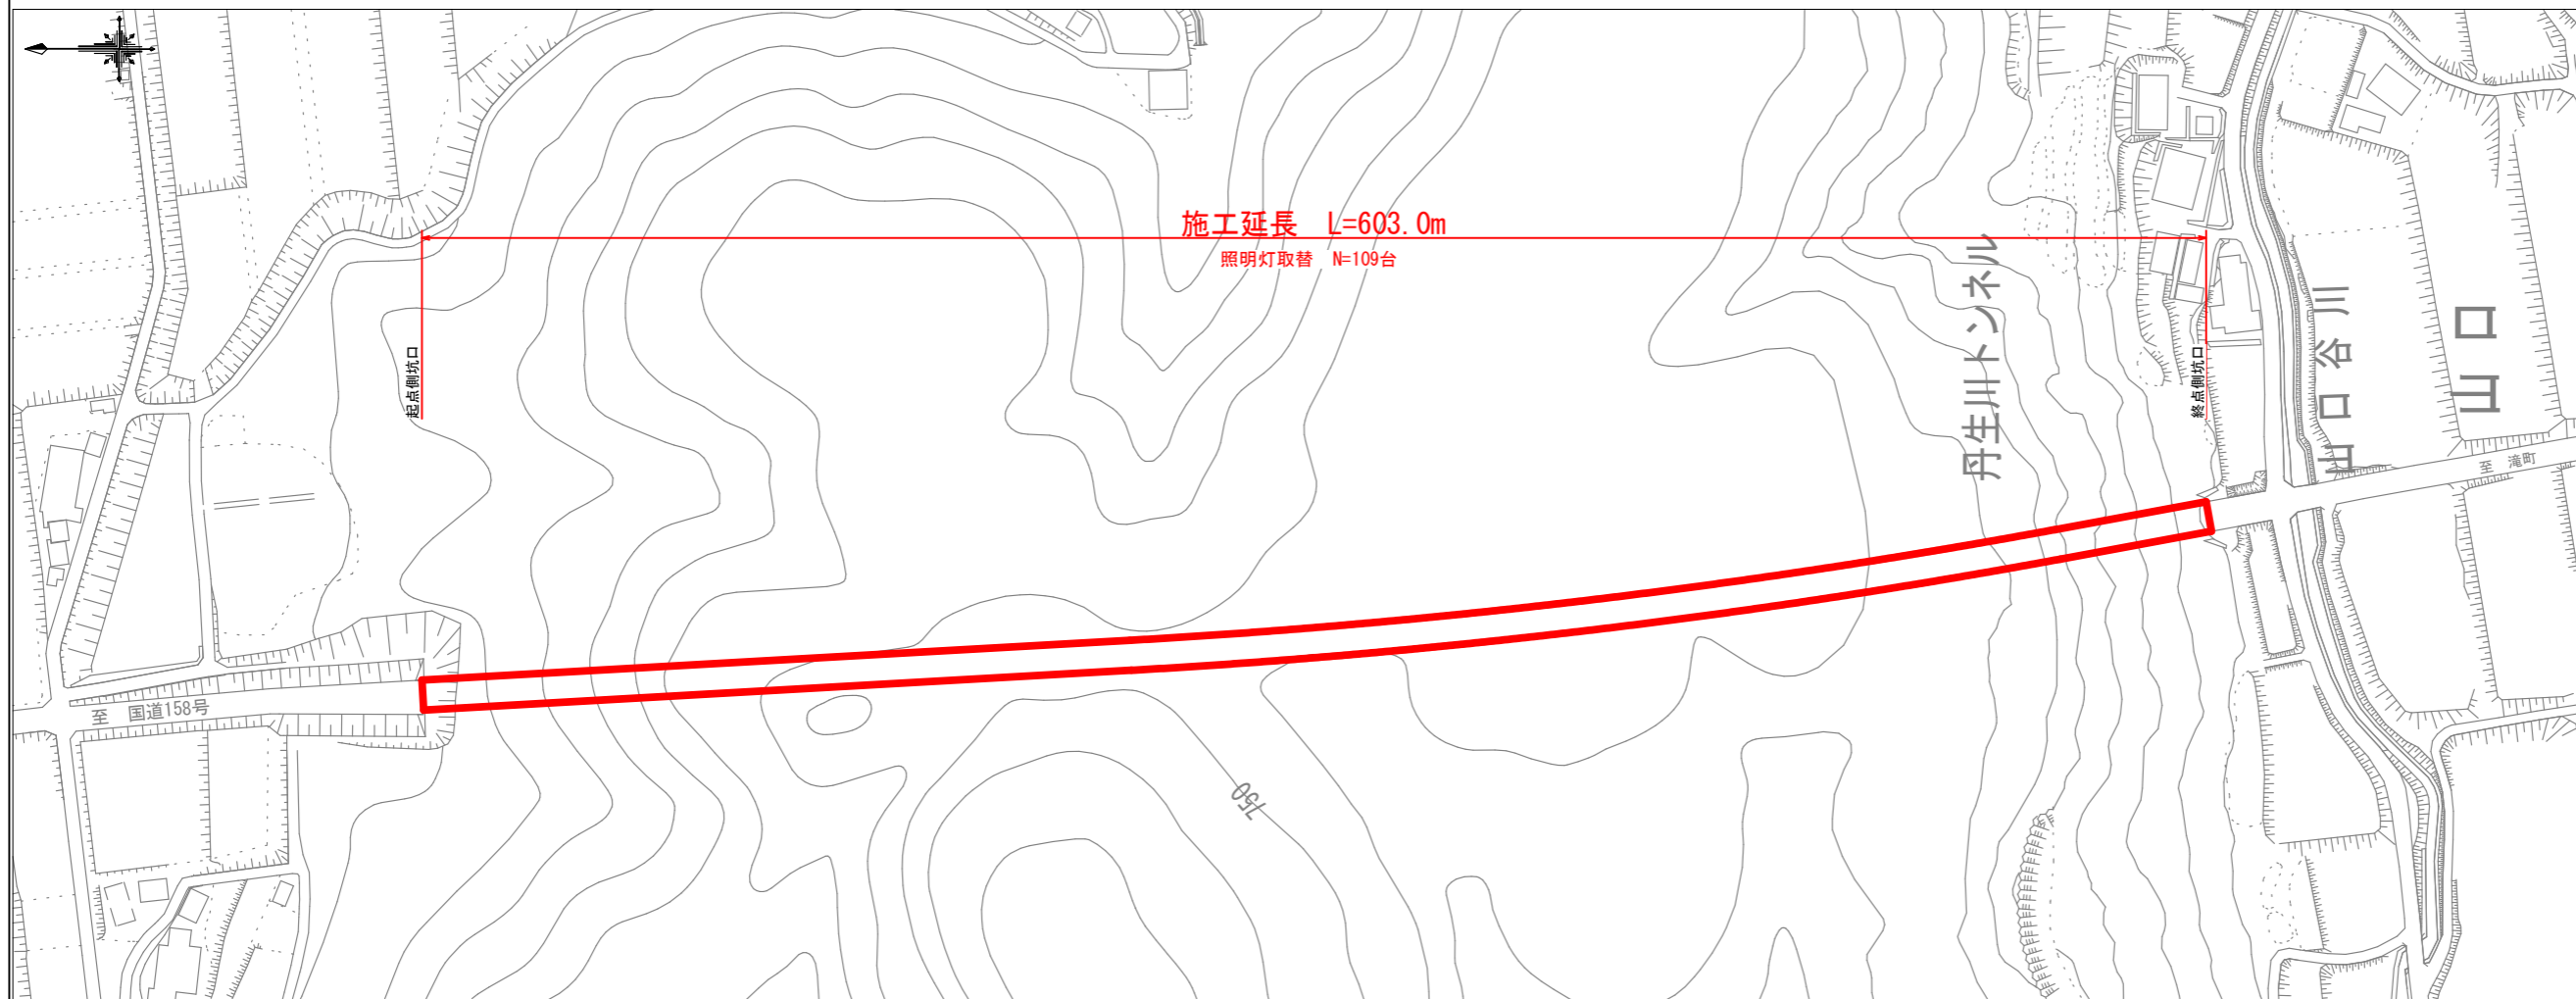 施工延長　L=603.0m
照明灯取替　N=109台
起点側坑口
終点側坑口
丹生川トンネル
山口谷川
山口
至　滝町
至　国道158号
750